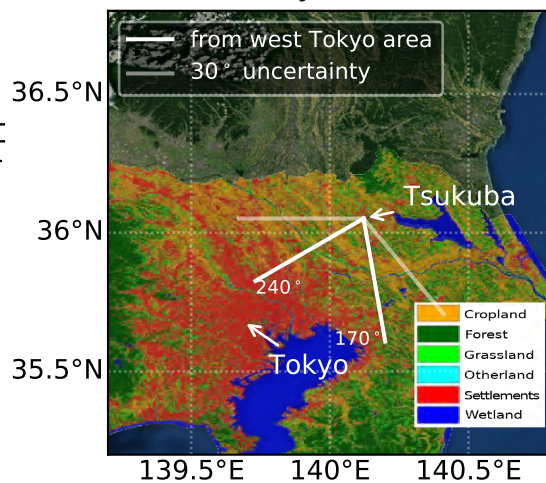 from west Tokyo area
30° uncertainty
36.5°N
Tsukuba
36°N
240°
170°
Tokyo
35.5°N
Cropland
Forest
Grassland
Otherland
Settlements
Wetland
139.5°E 140°E 140.5°E